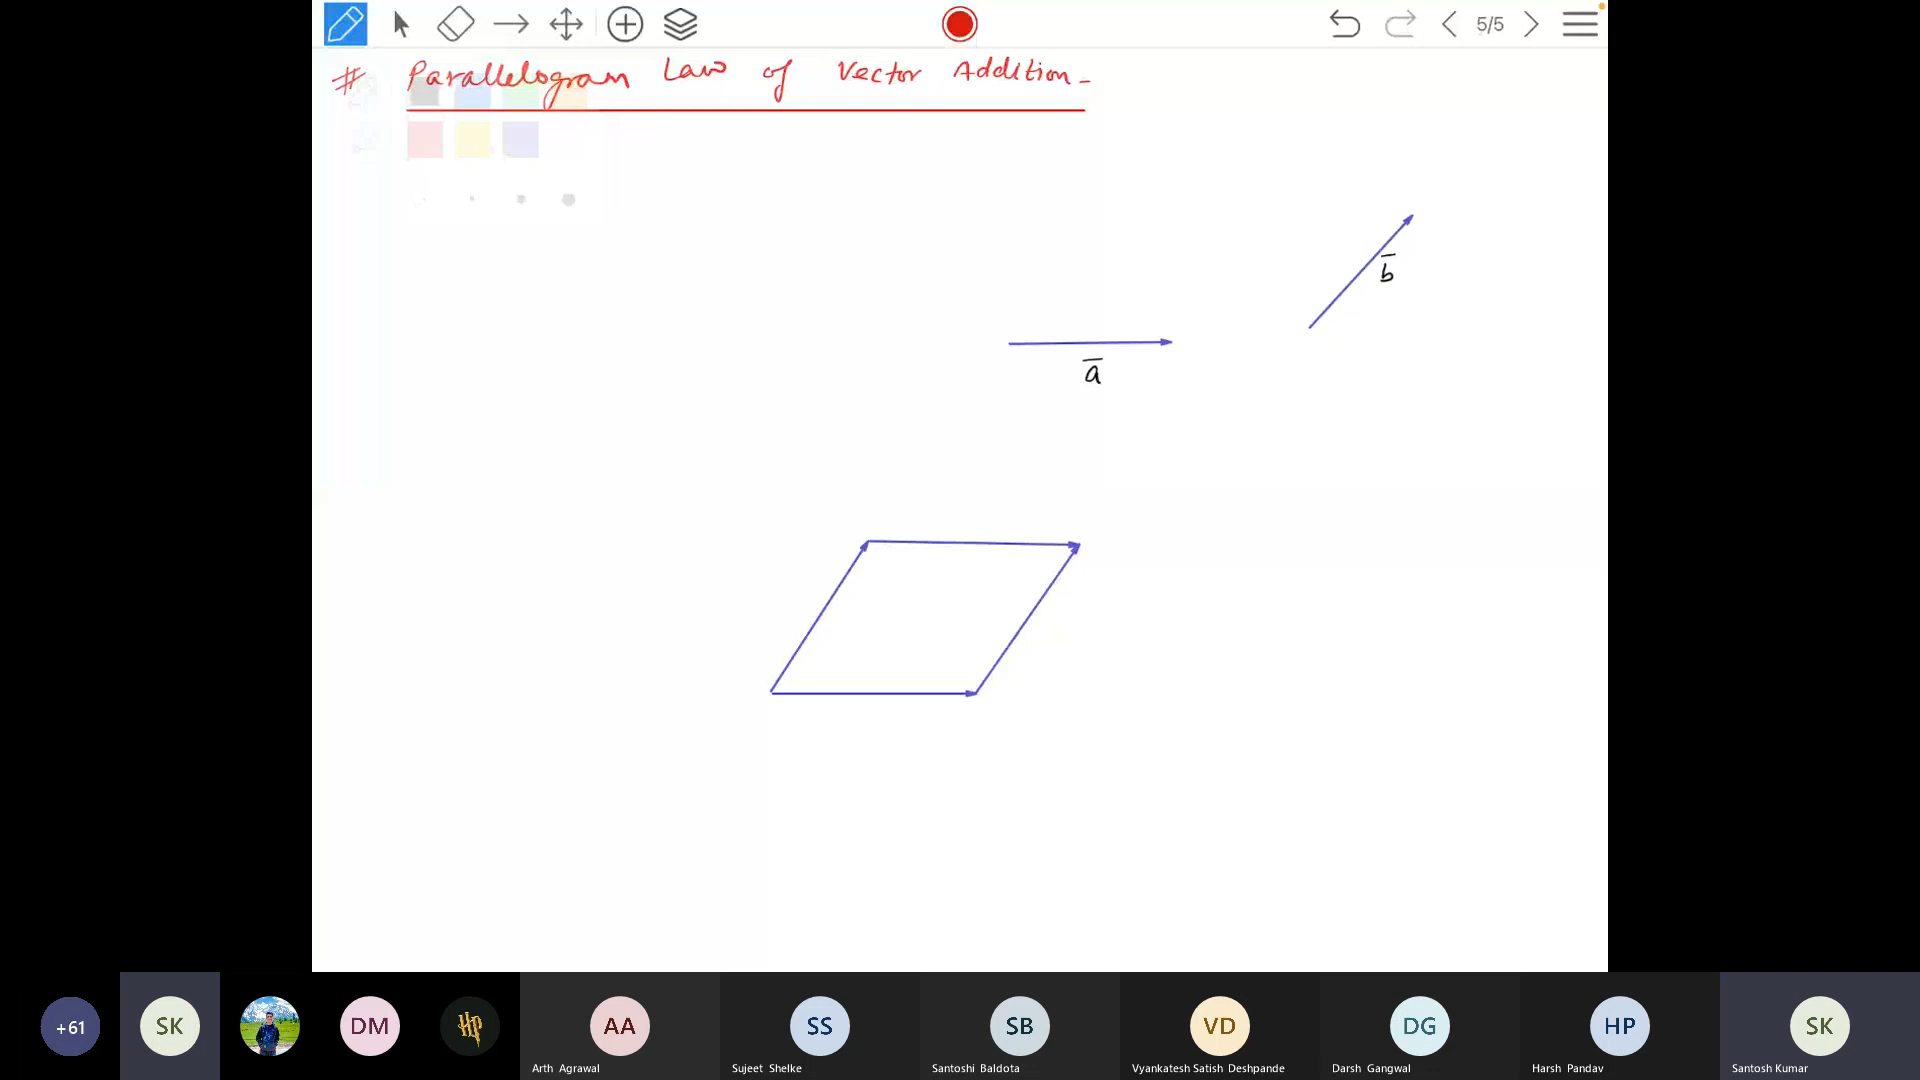 5/5
# Parallelogram Law of Vector Addition -
b̅
a̅
+61
SK
DM
HP
AA
SS
SB
VD
DG
HP
SK
Arth Agrawal
Sujeet Shelke
Santoshi Baldota
Vyankatesh Satish Deshpande
Darsh Gangwal
Harsh Pandav
Santosh Kumar